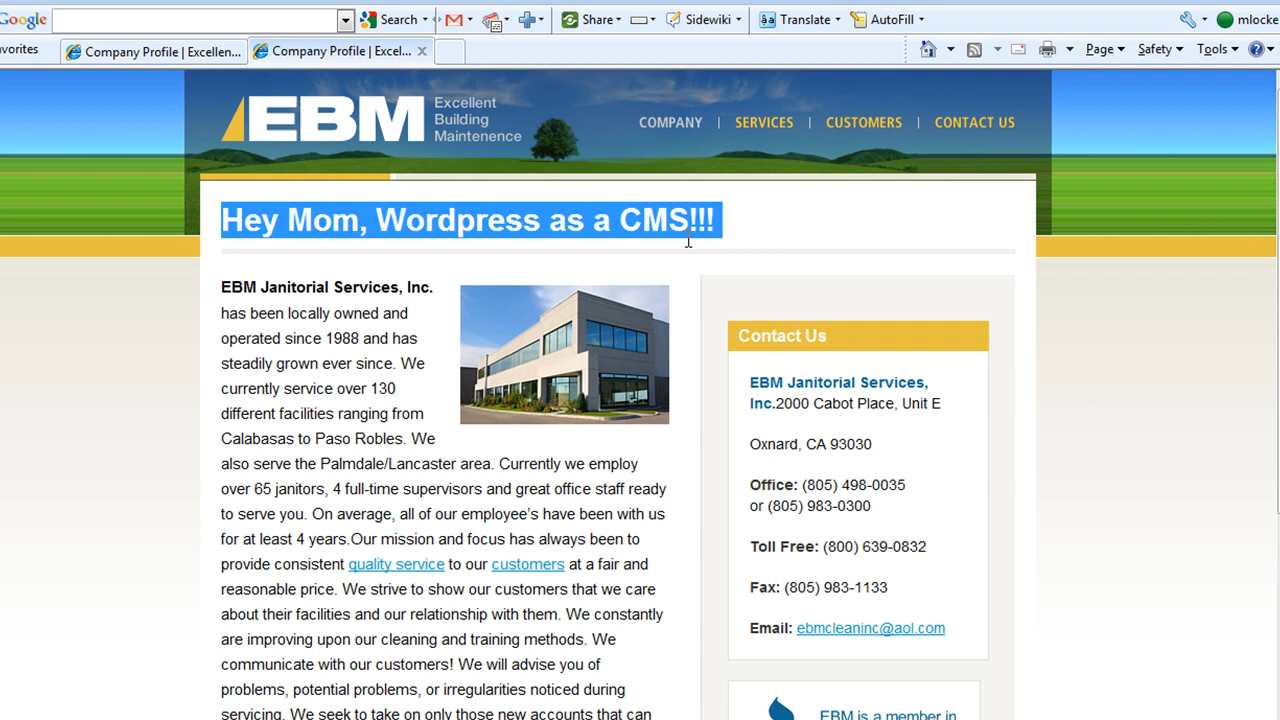 Google Search Share Sidewiki Translate AutoFill mlocke
avorites Company Profile | Excellen... Company Profile | Excel... Page Safety Tools
EBM
Excellent
Building
Maintenence
COMPANY | SERVICES | CUSTOMERS | CONTACT US
Hey Mom, Wordpress as a CMS!!!
EBM Janitorial Services, Inc.
has been locally owned and
operated since 1988 and has
steadily grown ever since. We
currently service over 130
different facilities ranging from
Calabasas to Paso Robles. We
also serve the Palmdale/Lancaster area. Currently we employ
over 65 janitors, 4 full-time supervisors and great office staff ready
to serve you. On average, all of our employee's have been with us
for at least 4 years.Our mission and focus has always been to
provide consistent quality service to our customers at a fair and
reasonable price. We strive to show our customers that we care
about their facilities and our relationship with them. We constantly
are improving upon our cleaning and training methods. We
communicate with our customers! We will advise you of
problems, potential problems, or irregularities noticed during
servicing. We seek to take on only those new accounts that can
Contact Us
EBM Janitorial Services,
Inc.2000 Cabot Place, Unit E
Oxnard, CA 93030
Office: (805) 498-0035
or (805) 983-0300
Toll Free: (800) 639-0832
Fax: (805) 983-1133
Email: ebmcleaninc@aol.com
EBM is a member in